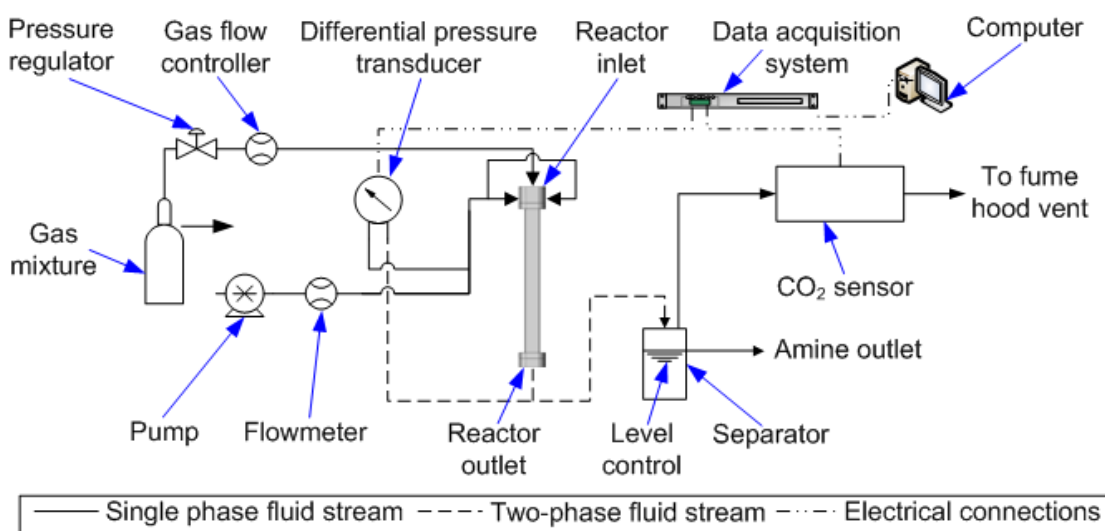 Pressure
regulator
Gas flow
controller
Differential pressure
transducer
Reactor
inlet
Data acquisition
system
Computer
Gas
mixture
To fume
hood vent
CO₂ sensor
Amine outlet
Pump
Flowmeter
Reactor
outlet
Level
control
Separator
Single phase fluid stream
Two-phase fluid stream
Electrical connections